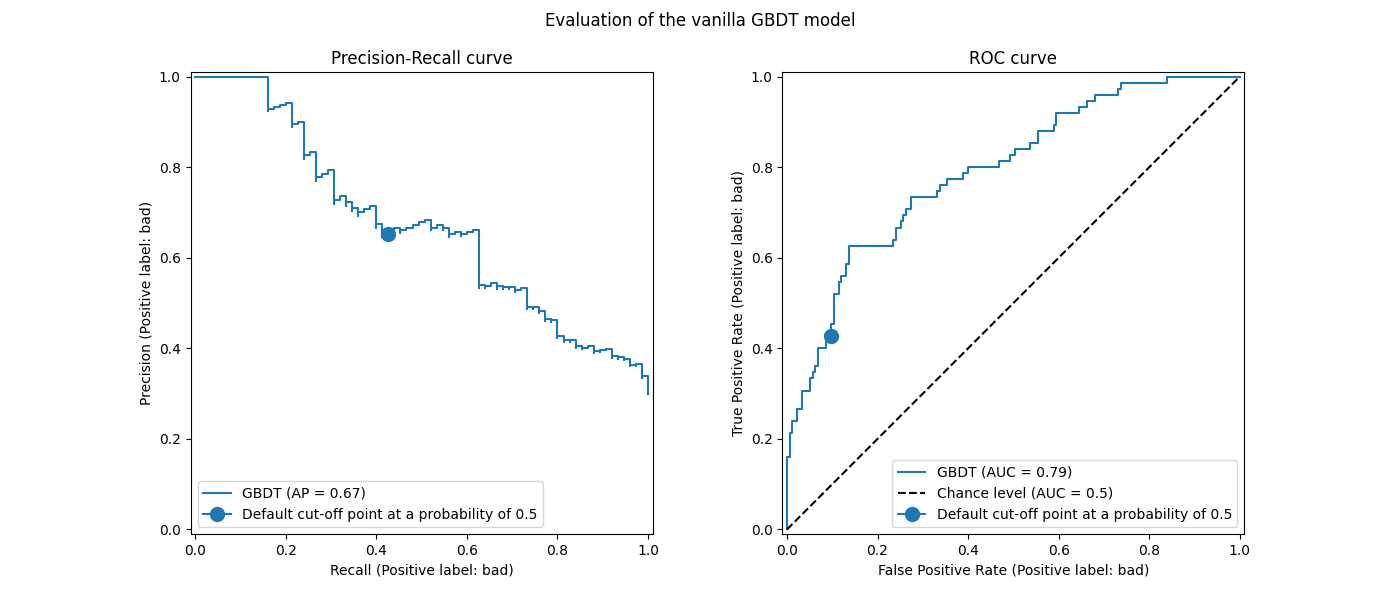 Evaluation of the vanilla GBDT model
Precision-Recall curve
1.0
0.8
0.6
0.4
0.2
0.0
Precision (Positive label: bad)
GBDT (AP = 0.67)
Default cut-off point at a probability of 0.5
0.0 0.2 0.4 0.6 0.8 1.0
Recall (Positive label: bad)
ROC curve
1.0
0.8
0.6
0.4
0.2
0.0
True Positive Rate (Positive label: bad)
GBDT (AUC = 0.79)
Chance level (AUC = 0.5)
Default cut-off point at a probability of 0.5
0.0 0.2 0.4 0.6 0.8 1.0
False Positive Rate (Positive label: bad)